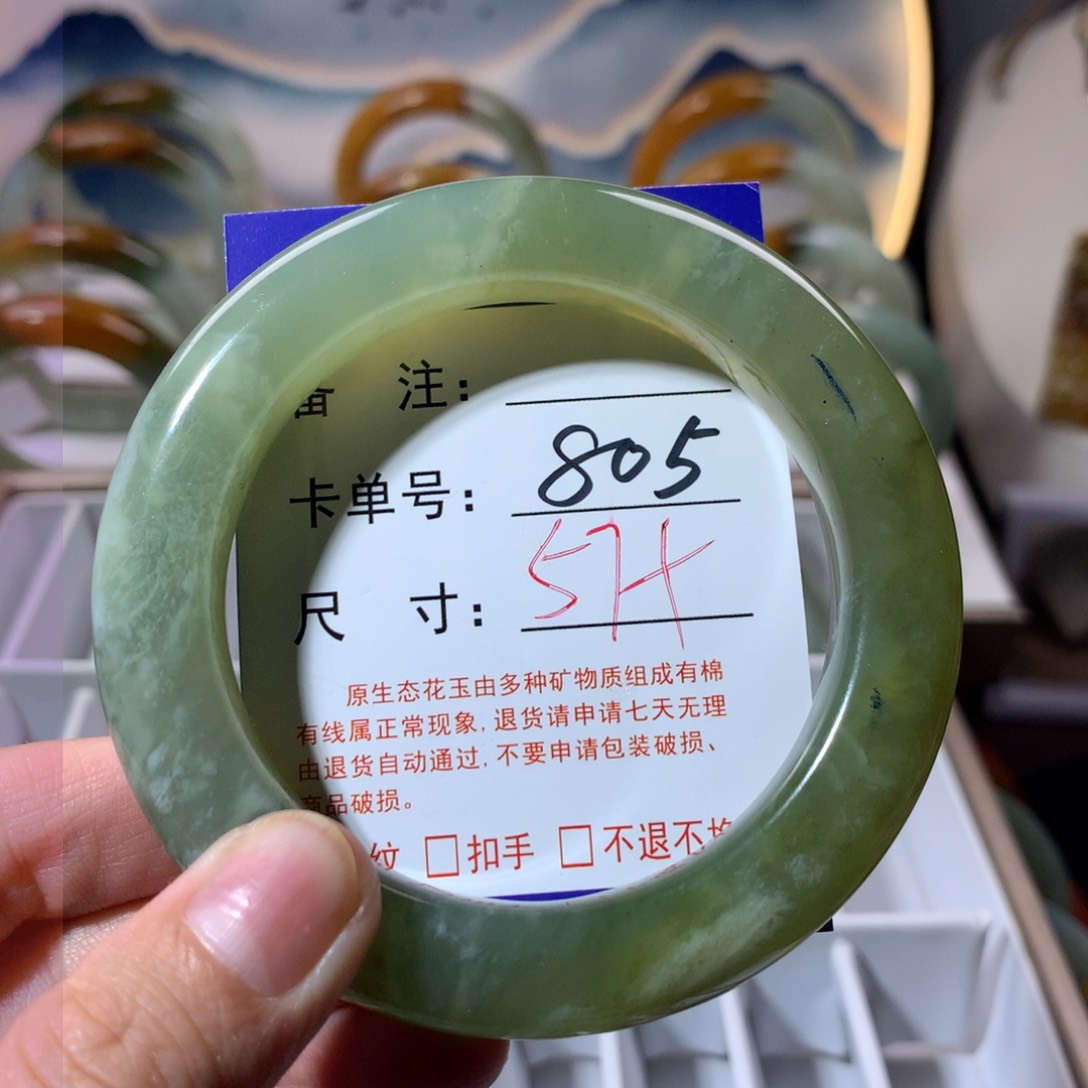 备 注：
卡单号： 805
尺 寸： 57+
原生态花玉由多种矿物质组成有棉
有线属正常现象，退货请申请七天无理
由退货自动通过，不要申请包装破损、
商品破损。
纹 □扣手 □不退不换